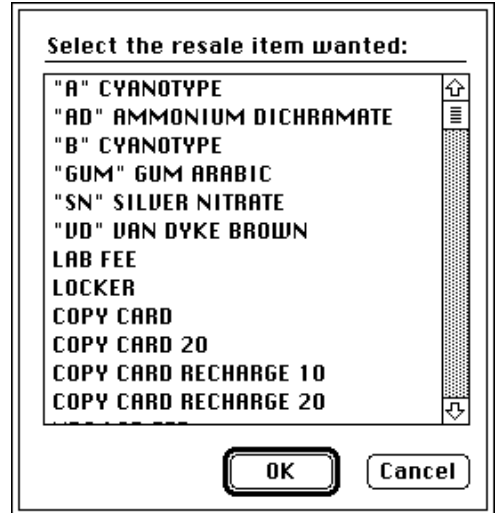 Select the resale item wanted:
"A" CYANOTYPE
"AD" AMMONIUM DICHRAMATE
"B" CYANOTYPE
"GUM" GUM ARABIC
"SN" SILVER NITRATE
"VD" VAN DYKE BROWN
LAB FEE
LOCKER
COPY CARD
COPY CARD 20
COPY CARD RECHARGE 10
COPY CARD RECHARGE 20
OK
Cancel